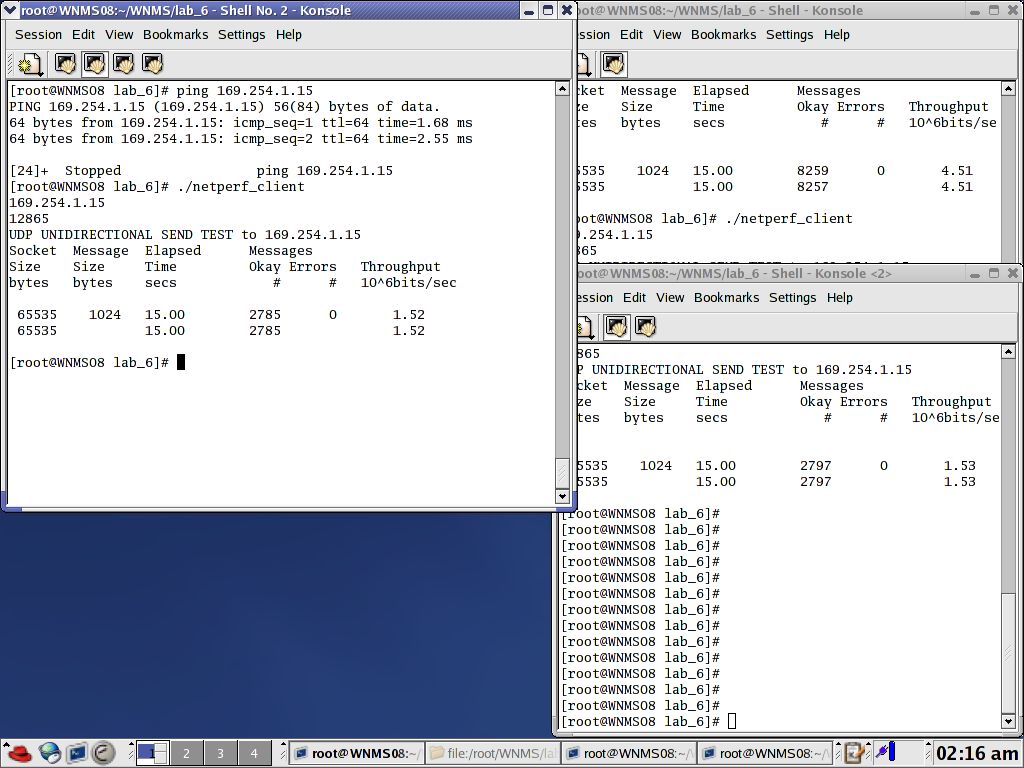 root@WNMS08:~/WNMS/lab_6 - Shell No. 2 - Konsole
Session Edit View Bookmarks Settings Help
[root@WNMS08 lab_6]# ping 169.254.1.15
PING 169.254.1.15 (169.254.1.15) 56(84) bytes of data.
64 bytes from 169.254.1.15: icmp_seq=1 ttl=64 time=1.68 ms
64 bytes from 169.254.1.15: icmp_seq=2 ttl=64 time=2.55 ms
[24]+ Stopped ping 169.254.1.15
[root@WNMS08 lab_6]# ./netperf_client
169.254.1.15
12865
UDP UNIDIRECTIONAL SEND TEST to 169.254.1.15
Socket Message Elapsed Messages
Size Size Time Okay Errors Throughput
bytes bytes secs # # 10^6bits/sec
65535 1024 15.00 2785 0 1.52
65535 15.00 2785 1.52
[root@WNMS08 lab_6]#
root@WNMS08:~/WNMS/lab_6 - Shell - Konsole
ssion Edit View Bookmarks Settings Help
cket Message Elapsed Messages
ze Size Time Okay Errors Throughput
tes bytes secs # # 10^6bits/se
5535 1024 15.00 8259 0 4.51
5535 15.00 8257 4.51
oot@WNMS08 lab_6]# ./netperf_client
9.254.1.15
865
root@WNMS08:~/WNMS/lab_6 - Shell - Konsole <2>
ession Edit View Bookmarks Settings Help
865
P UNIDIRECTIONAL SEND TEST to 169.254.1.15
cket Message Elapsed Messages
ze Size Time Okay Errors Throughput
tes bytes secs # # 10^6bits/se
5535 1024 15.00 2797 0 1.53
5535 15.00 2797 1.53
[root@WNMS08 lab_6]#
[root@WNMS08 lab_6]#
[root@WNMS08 lab_6]#
[root@WNMS08 lab_6]#
[root@WNMS08 lab_6]#
[root@WNMS08 lab_6]#
[root@WNMS08 lab_6]#
[root@WNMS08 lab_6]#
[root@WNMS08 lab_6]#
[root@WNMS08 lab_6]#
[root@WNMS08 lab_6]#
[root@WNMS08 lab_6]#
[root@WNMS08 lab_6]#
[root@WNMS08 lab_6]#
1 2 3 4
root@WNMS08:~/
file:/root/WNMS/lab
root@WNMS08:~/
root@WNMS08:~/
02:16 am